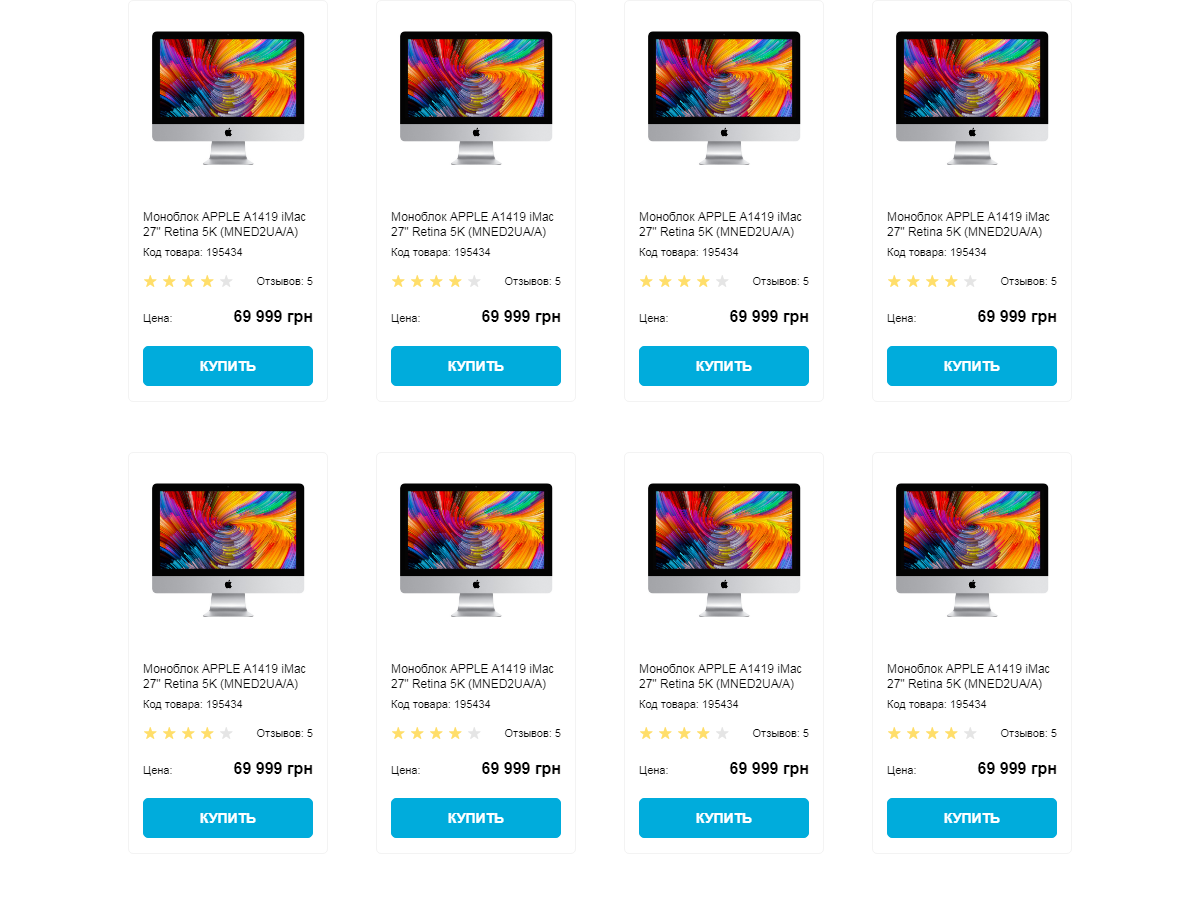 Моноблок APPLE A1419 iMac
27" Retina 5K (MNED2UA/A)
Код товара: 195434
Отзывов: 5
Цена: 69 999 грн
КУПИТЬ
Моноблок APPLE A1419 iMac
27" Retina 5K (MNED2UA/A)
Код товара: 195434
Отзывов: 5
Цена: 69 999 грн
КУПИТЬ
Моноблок APPLE A1419 iMac
27" Retina 5K (MNED2UA/A)
Код товара: 195434
Отзывов: 5
Цена: 69 999 грн
КУПИТЬ
Моноблок APPLE A1419 iMac
27" Retina 5K (MNED2UA/A)
Код товара: 195434
Отзывов: 5
Цена: 69 999 грн
КУПИТЬ
Моноблок APPLE A1419 iMac
27" Retina 5K (MNED2UA/A)
Код товара: 195434
Отзывов: 5
Цена: 69 999 грн
КУПИТЬ
Моноблок APPLE A1419 iMac
27" Retina 5K (MNED2UA/A)
Код товара: 195434
Отзывов: 5
Цена: 69 999 грн
КУПИТЬ
Моноблок APPLE A1419 iMac
27" Retina 5K (MNED2UA/A)
Код товара: 195434
Отзывов: 5
Цена: 69 999 грн
КУПИТЬ
Моноблок APPLE A1419 iMac
27" Retina 5K (MNED2UA/A)
Код товара: 195434
Отзывов: 5
Цена: 69 999 грн
КУПИТЬ